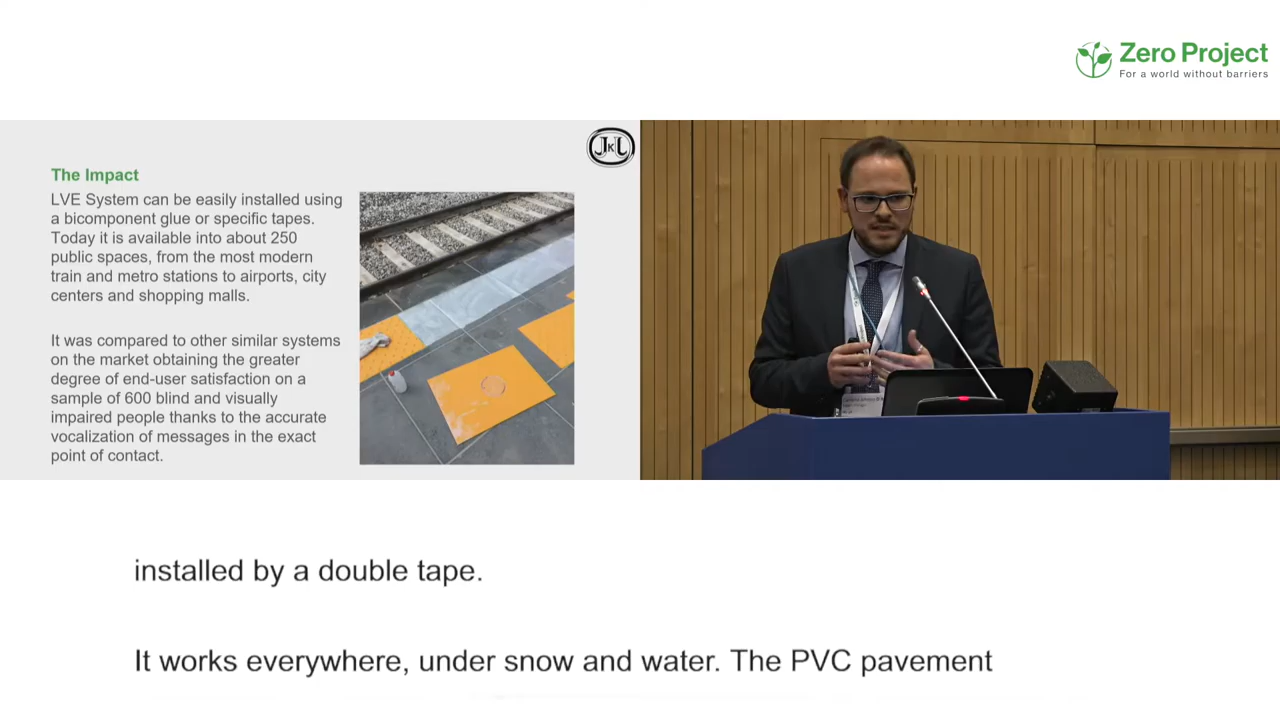 Zero Project
For a world without barriers
JKJ
The Impact
LVE System can be easily installed using
a bicomponent glue or specific tapes.
Today it is available into about 250
public spaces, from the most modern
train and metro stations to airports, city
centers and shopping malls.
It was compared to other similar systems
on the market obtaining the greater
degree of end-user satisfaction on a
sample of 600 blind and visually
impaired people thanks to the accurate
vocalization of messages in the exact
point of contact.
installed by a double tape.
It works everywhere, under snow and water. The PVC pavement